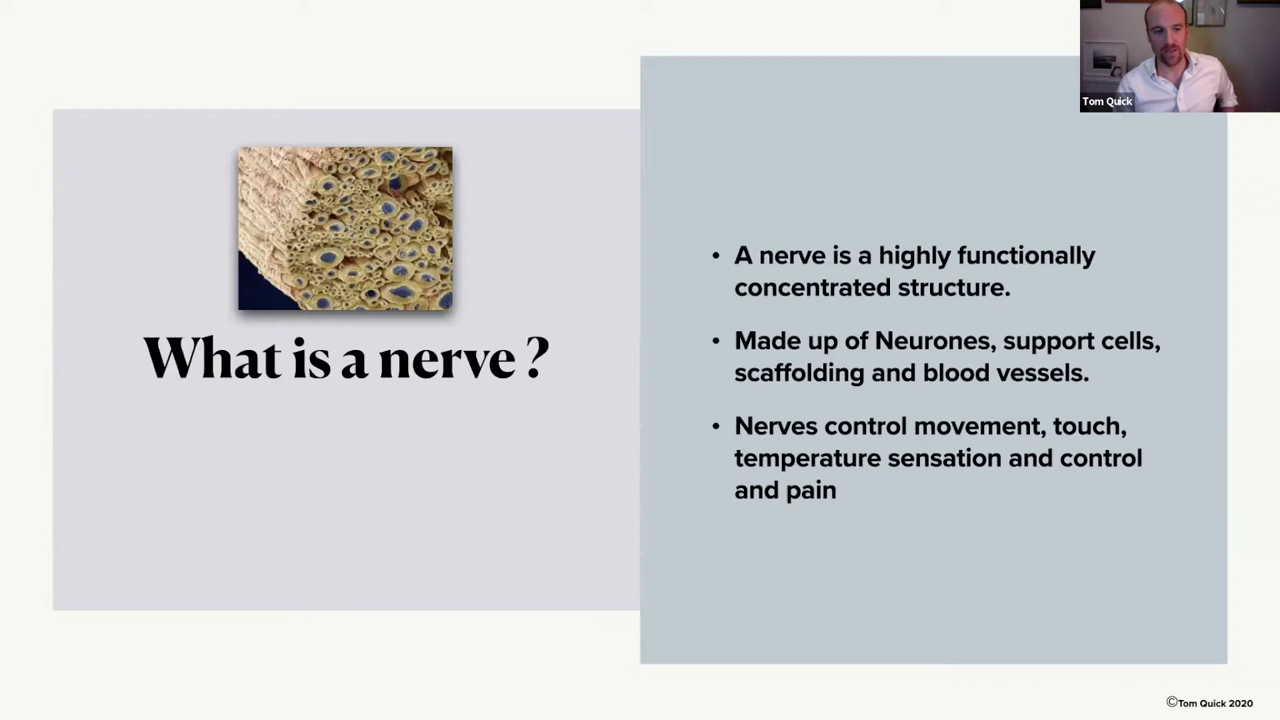 Tom Quick
What is a nerve ?
• A nerve is a highly functionally
concentrated structure.
• Made up of Neurones, support cells,
scaffolding and blood vessels.
• Nerves control movement, touch,
temperature sensation and control
and pain
©Tom Quick 2020